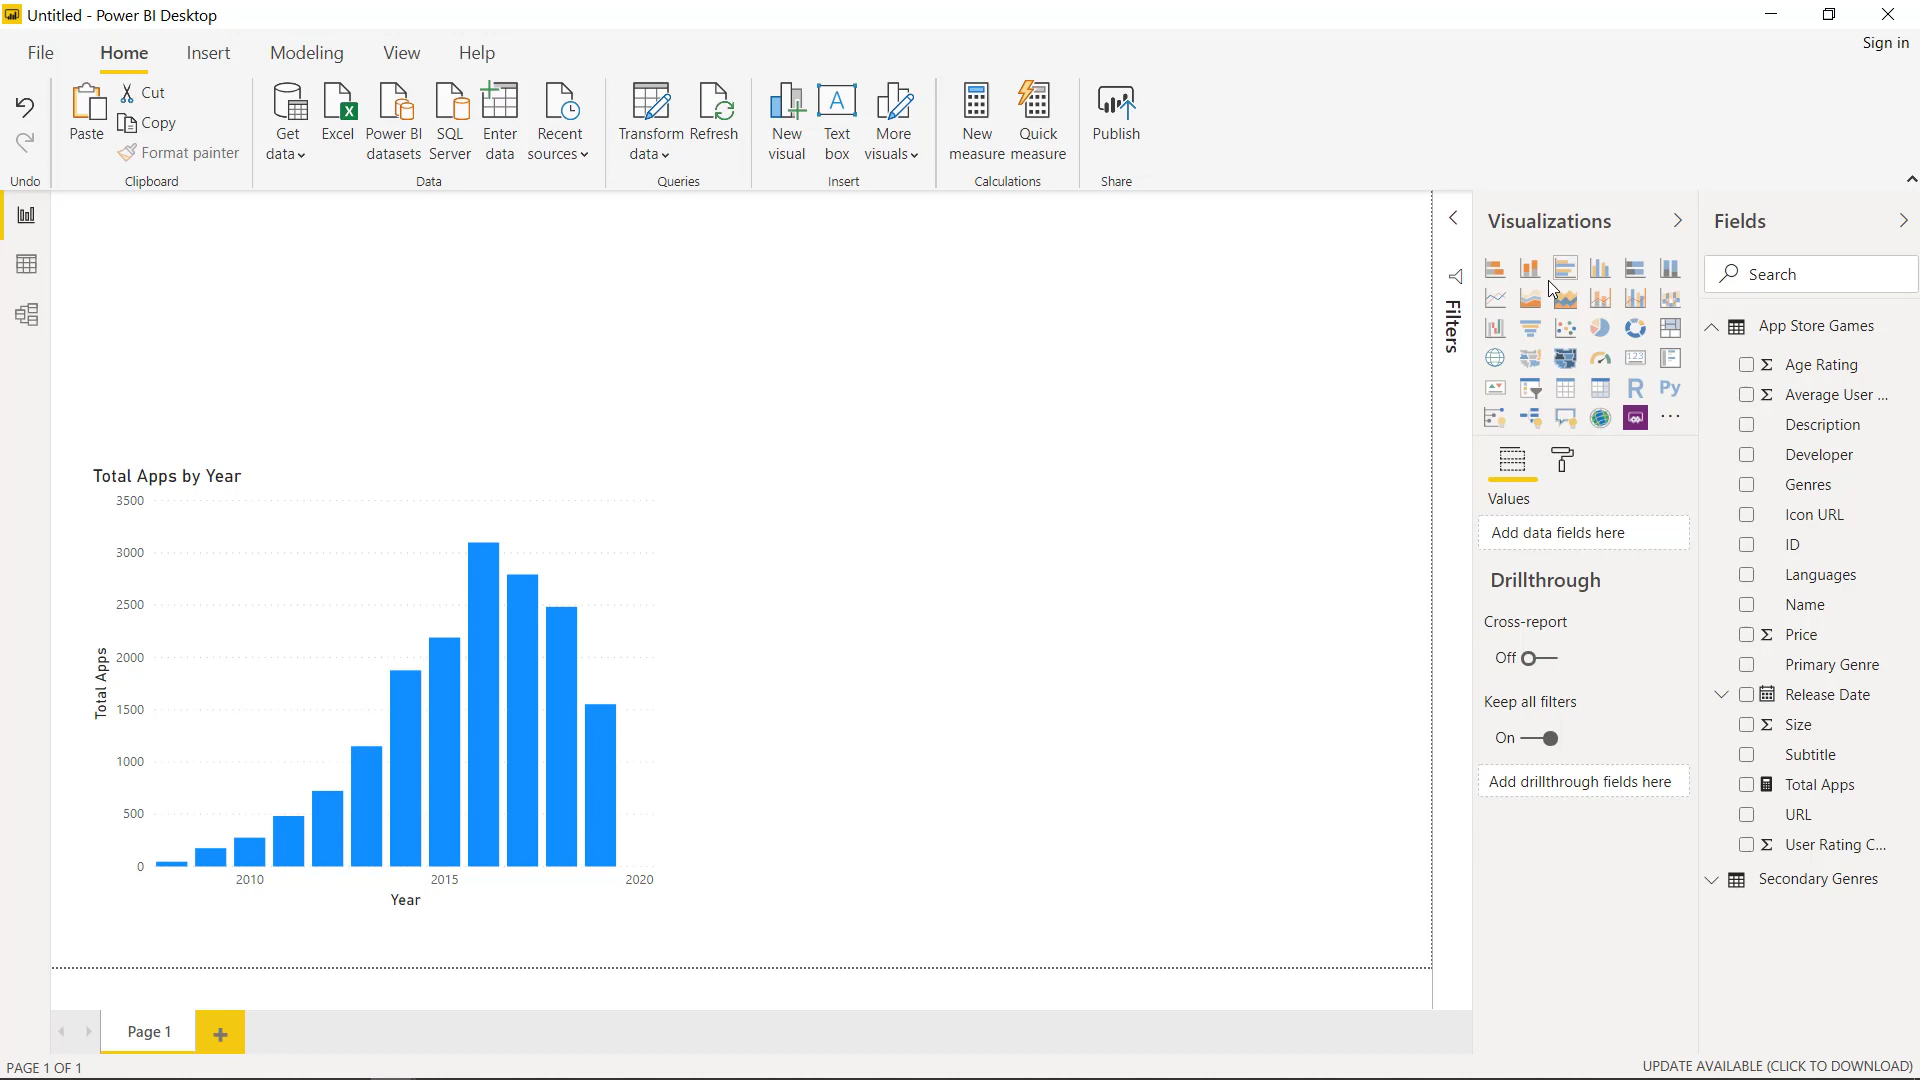 Untitled - Power BI Desktop
File Home Insert Modeling View Help
Sign in
Paste
Cut
Copy
Format painter
Get data
Excel
Power BI datasets
SQL Server
Enter data
Recent sources
Transform data
Refresh
New visual
Text box
More visuals
New measure
Quick measure
Publish
Undo
Clipboard
Data
Queries
Insert
Calculations
Share
Total Apps by Year
3500
3000
2500
2000
1500
1000
500
0
Total Apps
2010 2015 2020
Year
Filters
Visualizations
123
R Py
Values
Add data fields here
Drillthrough
Cross-report
Off
Keep all filters
On
Add drillthrough fields here
Fields
Search
App Store Games
Age Rating
Average User ...
Description
Developer
Genres
Icon URL
ID
Languages
Name
Price
Primary Genre
Release Date
Size
Subtitle
Total Apps
URL
User Rating C...
Secondary Genres
Page 1
PAGE 1 OF 1
UPDATE AVAILABLE (CLICK TO DOWNLOAD)